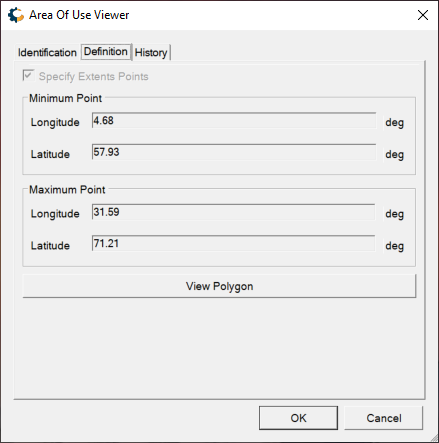 Area Of Use Viewer
Identification Definition History
Specify Extents Points
Minimum Point
Longitude 4.68 deg
Latitude 57.93 deg
Maximum Point
Longitude 31.59 deg
Latitude 71.21 deg
View Polygon
OK Cancel